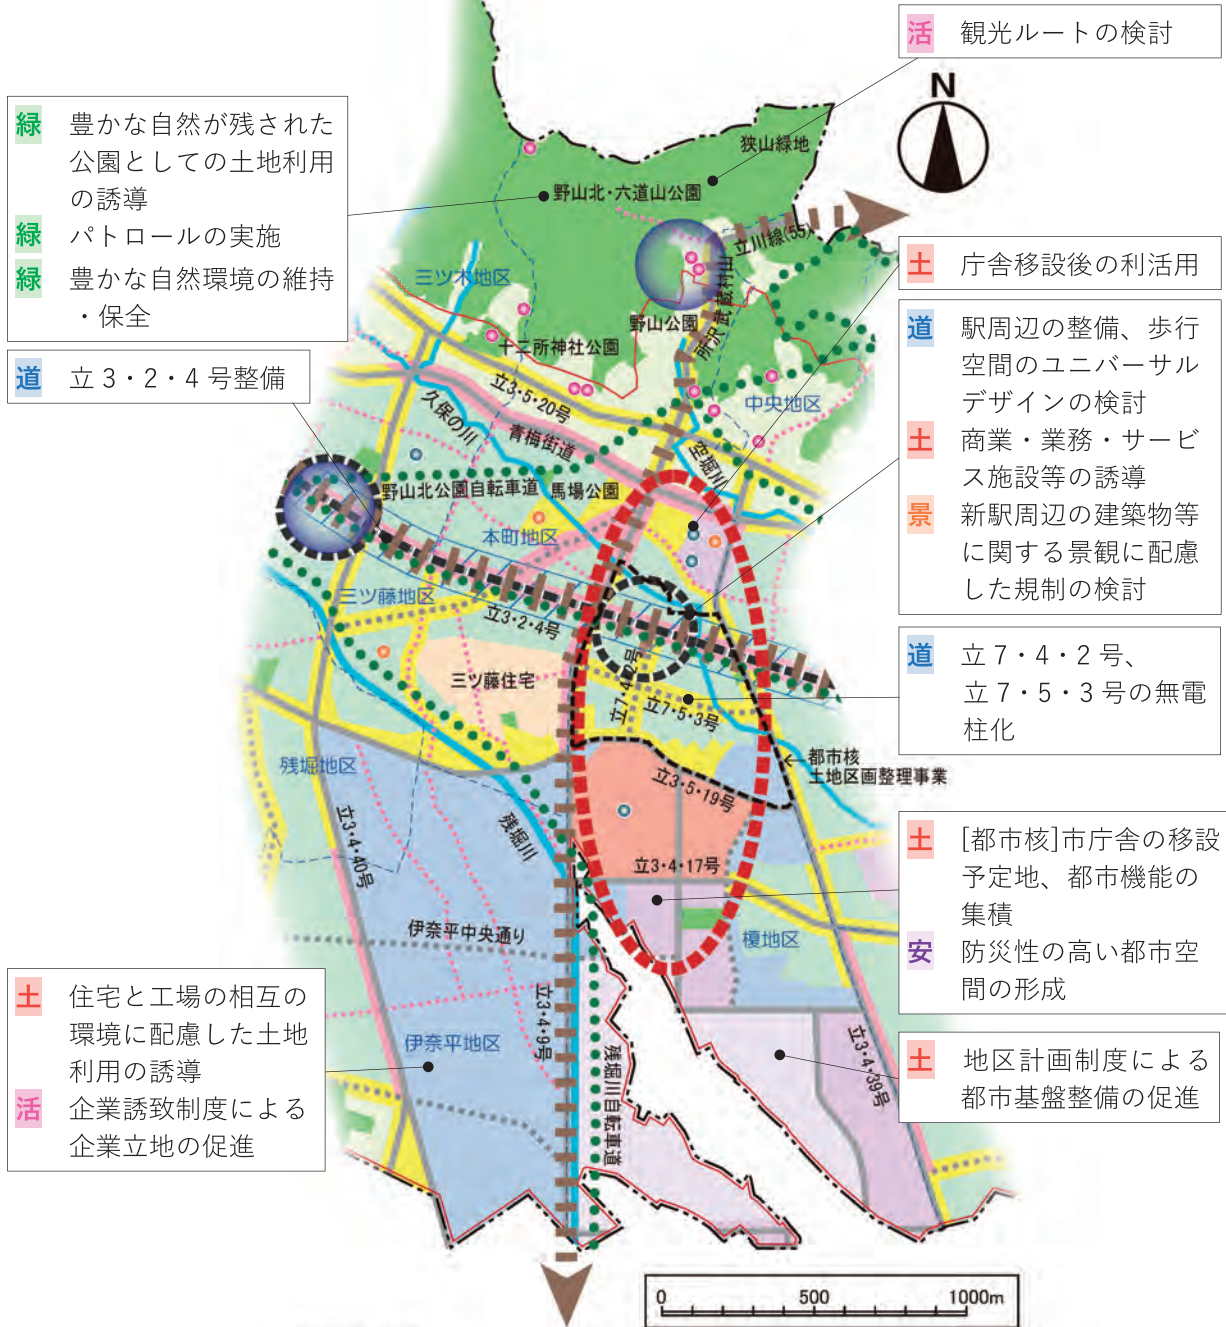 活 観光ルートの検討
N
緑 豊かな自然が残された
公園としての土地利用
の誘導
緑 パトロールの実施
緑 豊かな自然環境の維持
・保全
道 立3・2・4号整備
狭山緑地
野山北・六道山公園
立川線(55)
所沢武蔵村山
三ツ木地区
野山公園
十二所神社公園
立3・5・20号
中央地区
久保の川
青梅街道
空堀川
野山北公園自転車道
馬場公園
本町地区
三ツ藤地区
立3・2・4号
三ツ藤住宅
立7・4・2号
立7・5・3号
都市核
土地区画整理事業
残堀地区
立3・5・19号
残堀川
立3・4・40号
立3・4・17号
伊奈平中央通り
榎地区
立3・4・9号
伊奈平地区
残堀川自転車道
立3・4・39号
土 庁舎移設後の利活用
道 駅周辺の整備、歩行
空間のユニバーサル
デザインの検討
土 商業・業務・サービ
ス施設等の誘導
景 新駅周辺の建築物等
に関する景観に配慮
した規制の検討
道 立7・4・2号、
立7・5・3号の無電
柱化
土 [都市核]市庁舎の移設
予定地、都市機能の
集積
安 防災性の高い都市空
間の形成
土 地区計画制度による
都市基盤整備の促進
土 住宅と工場の相互の
環境に配慮した土地
利用の誘導
活 企業誘致制度による
企業立地の促進
0 500 1000m